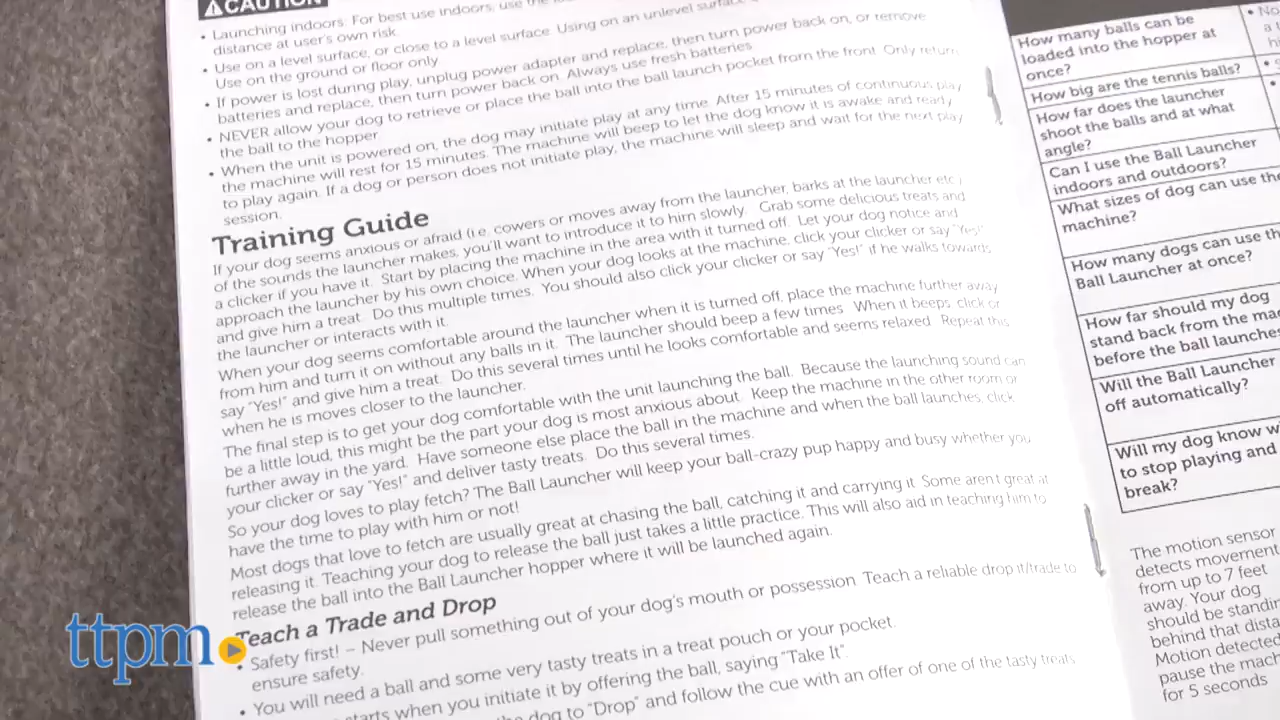 CAUTION
• Launching indoors: For best use indoors, use the
distance at user's own risk.
• Use on a level surface, or close to a level surface. Using on an unlevel
Use on the ground or floor only
• If power is lost during play, unplug power adapter and replace, then turn power back on, or remove
batteries and replace, then turn power back on. Always use fresh batteries
• NEVER allow your dog to retrieve or place the ball into the ball launch pocket from the front. Only return
the ball to the hopper
• When the unit is powered on, the dog may initiate play at any time. After 15 minutes of continuous play
the machine will rest for 15 minutes. The machine will beep to let the dog know it is awake and ready
to play again. If a dog or person does not initiate play, the machine will sleep and wait for the next play
session.
Training Guide
If your dog seems anxious or afraid (i.e. cowers or moves away from the launcher, barks at the launcher etc.)
of the sounds the launcher makes, you'll want to introduce it to him slowly. Grab some delicious treats and
a clicker if you have it. Start by placing the machine in the area with it turned off. Let your dog notice and
approach the launcher by his own choice. When your dog looks at the machine, click your clicker or say "Yes!"
and give him a treat. Do this multiple times. You should also click your clicker or say "Yes!" if he walks towards
the launcher or interacts with it.
When your dog seems comfortable around the launcher when it is turned off, place the machine further away
from him and turn it on without any balls in it. The launcher should beep a few times. When it beeps, click or
say "Yes!" and give him a treat. Do this several times until he looks comfortable and seems relaxed. Repeat this
when he is moves closer to the launcher.
The final step is to get your dog comfortable with the unit launching the ball. Because the launching sound can
be a little loud, this might be the part your dog is most anxious about. Keep the machine in the other room or
further away in the yard. Have someone else place the ball in the machine and when the ball launches, click
your clicker or say "Yes!" and deliver tasty treats. Do this several times.
So your dog loves to play fetch? The Ball Launcher will keep your ball-crazy pup happy and busy whether you
have the time to play with him or not!
Most dogs that love to fetch are usually great at chasing the ball, catching it and carrying it. Some aren't great at
releasing it. Teaching your dog to release the ball just takes a little practice. This will also aid in teaching him to
release the ball into the Ball Launcher hopper where it will be launched again.
Teach a Trade and Drop
• Safety first! – Never pull something out of your dog's mouth or possession. Teach a reliable drop it/trade to
ensure safety.
• You will need a ball and some very tasty treats in a treat pouch or your pocket.
starts when you initiate it by offering the ball, saying "Take It".
the dog to "Drop" and follow the cue with an offer of one of the tasty treats
How many balls can be
loaded into the hopper at
once?
How big are the tennis balls?
How far does the launcher
shoot the balls and at what
angle?
Can I use the Ball Launcher
indoors and outdoors?
What sizes of dog can use the
machine?
How many dogs can use the
Ball Launcher at once?
How far should my dog
stand back from the
before the ball launches
Will the Ball Launcher
off automatically?
Will my dog know
to stop playing and
break?
• No
a
The motion sensor
detects movement
from up to 7 feet
away. Your dog
should be standing
behind that
Motion detected
pause the
for 5 seconds
ttpm